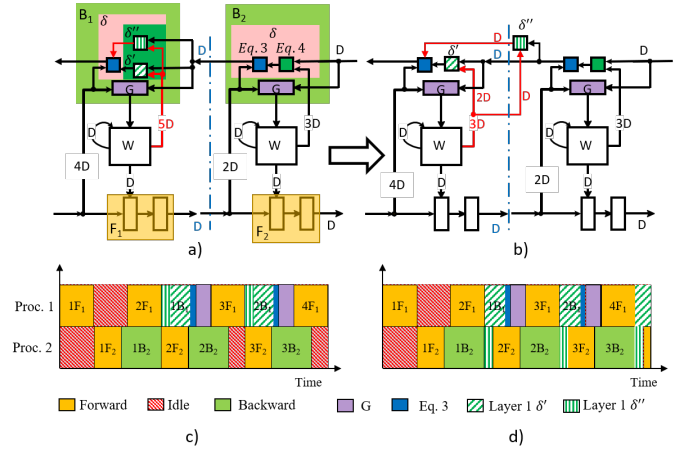 B₁
δ
δ''
δ'
G
D
5D
W
D
4D
F₁
D
a)
D
B₂
δ
Eq. 3 Eq. 4
D
G
D
3D
W
D
2D
F₂
D
δ''
δ'
D
D
G
2D
D
3D
D
W
D
4D
D
b)
D
G
D
3D
W
D
2D
D
Proc. 1
1F₁
2F₁
1B₁
3F₁
2B₁
4F₁
Proc. 2
1F₂
1B₂
2F₂
2B₂
3F₂
3B₂
Time
1F₁
2F₁
1B₁
3F₁
2B₁
4F₁
1F₂
1B₂
2F₂
2B₂
3F₂
3B₂
Time
Forward
Idle
Backward
G
Eq. 3
Layer 1 δ'
Layer 1 δ''
c)
d)